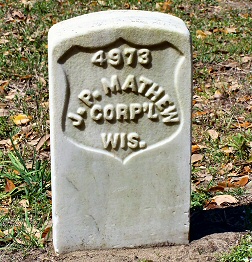 4973
J. P. MATHEW
CORP'L
WIS.